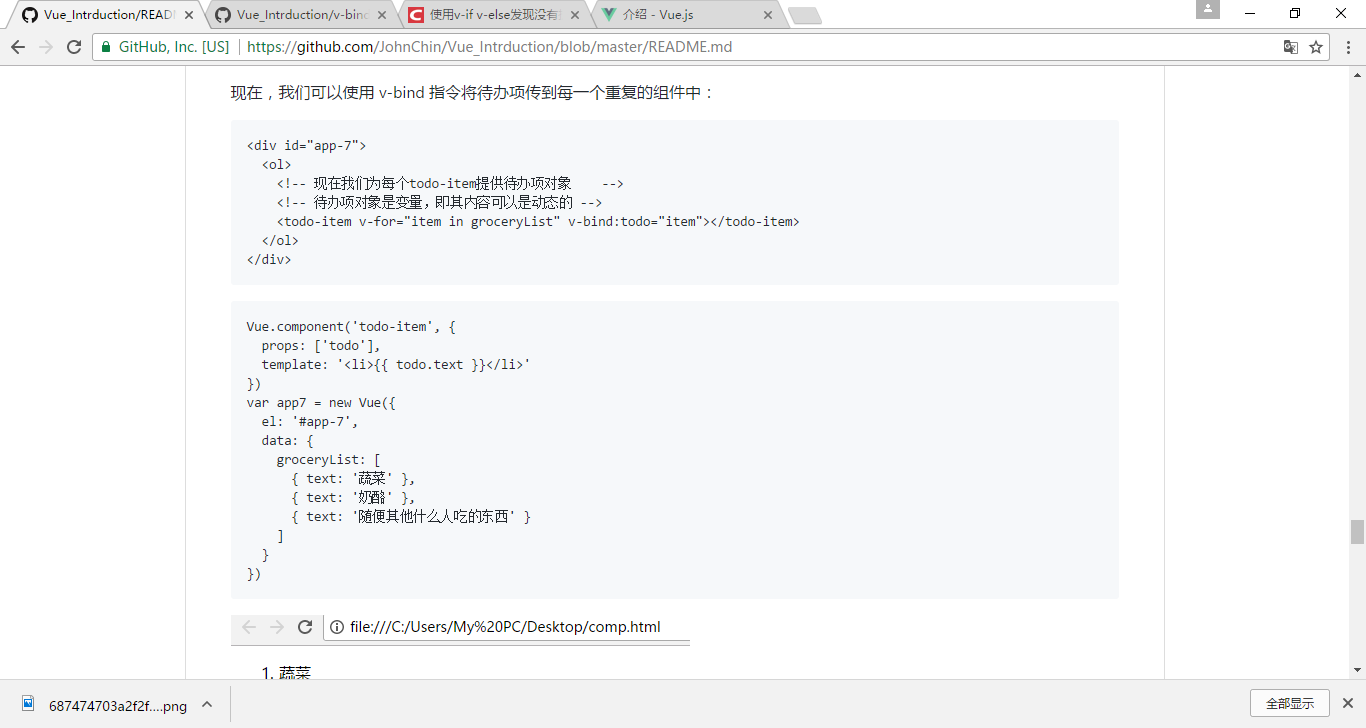 Vue_Intrduction/READI
Vue_Intrduction/v-bind
使用v-if v-else发现没有
介绍 - Vue.js
GitHub, Inc. [US]
https://github.com/JohnChin/Vue_Intrduction/blob/master/README.md
现在，我们可以使用 v-bind 指令将待办项传到每一个重复的组件中：
<div id="app-7">
  <ol>
    <!-- 现在我们为每个todo-item提供待办项对象    -->
    <!-- 待办项对象是变量，即其内容可以是动态的 -->
    <todo-item v-for="item in groceryList" v-bind:todo="item"></todo-item>
  </ol>
</div>
Vue.component('todo-item', {
  props: ['todo'],
  template: '<li>{{ todo.text }}</li>'
})
var app7 = new Vue({
  el: '#app-7',
  data: {
    groceryList: [
      { text: '蔬菜' },
      { text: '奶酪' },
      { text: '随便其他什么人吃的东西' }
    ]
  }
})
file:///C:/Users/My%20PC/Desktop/comp.html
1. 蔬菜
687474703a2f2f....png
全部显示